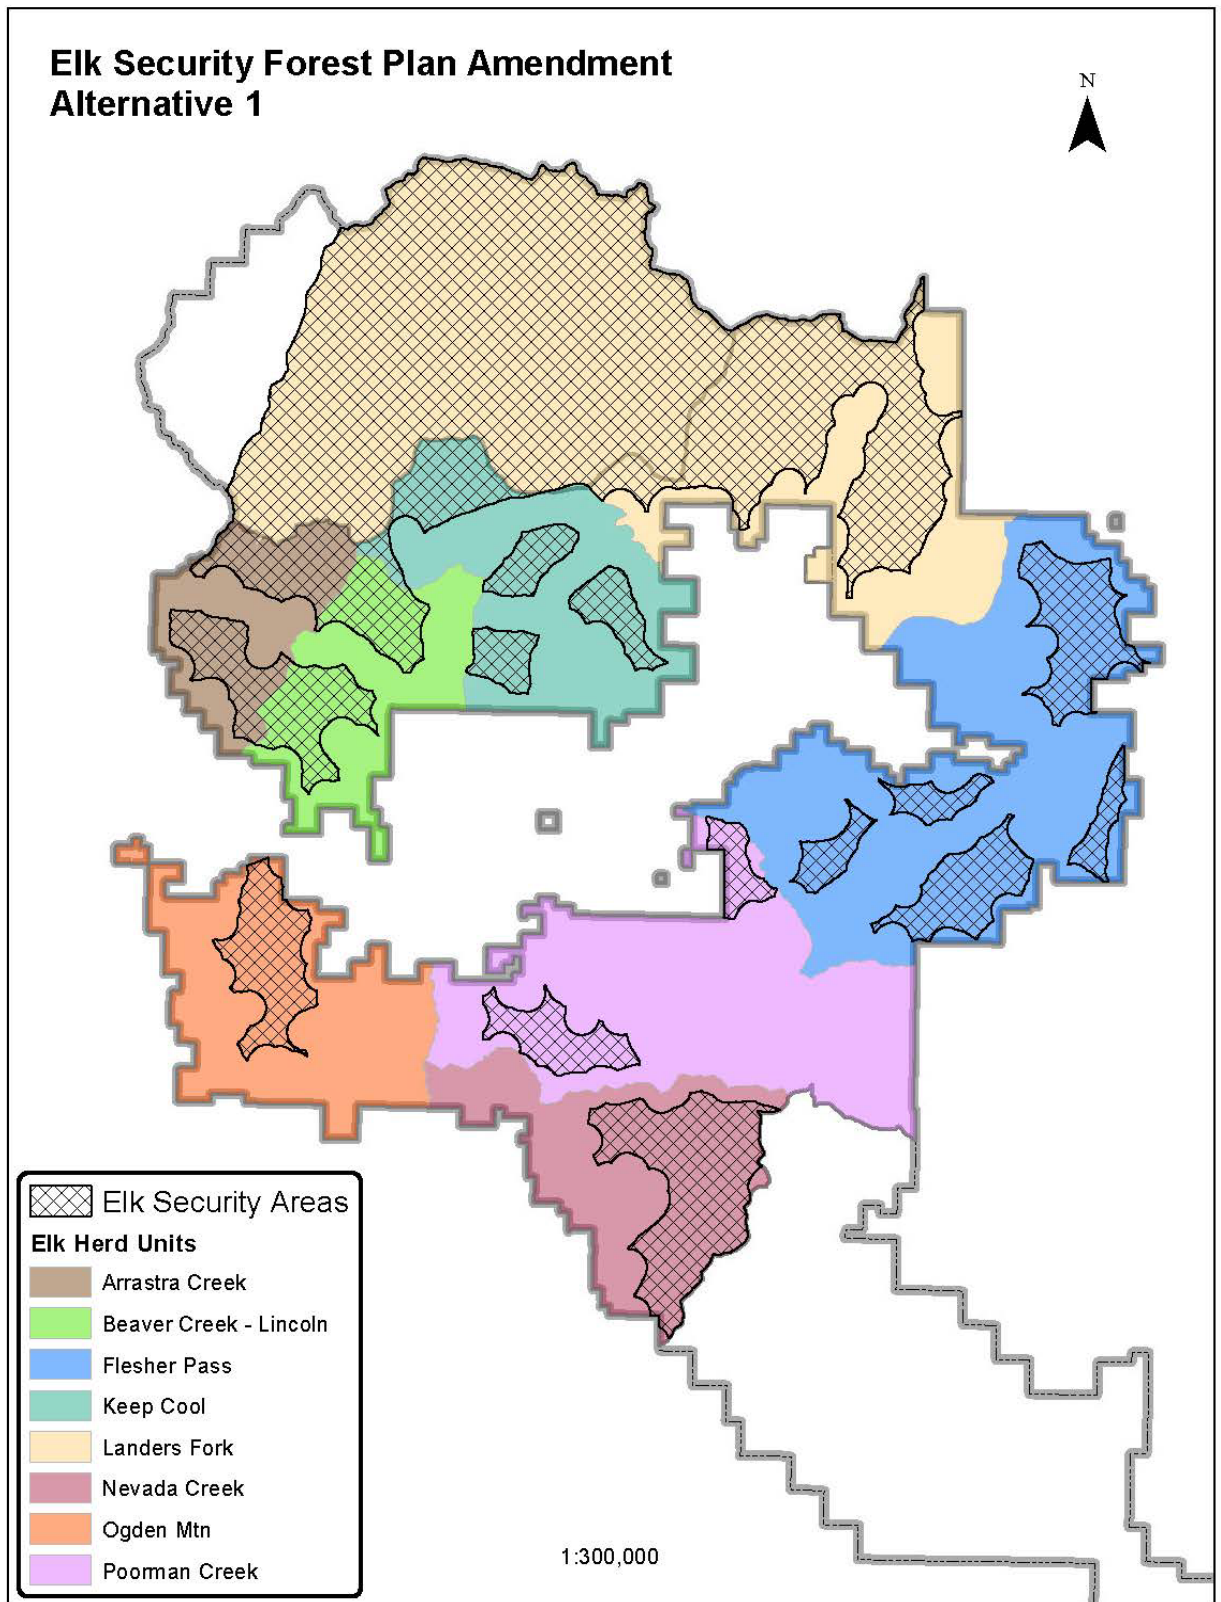 Elk Security Forest Plan Amendment
Alternative 1
N
Elk Security Areas
Elk Herd Units
Arrastra Creek
Beaver Creek - Lincoln
Flesher Pass
Keep Cool
Landers Fork
Nevada Creek
Ogden Mtn
Poorman Creek
1:300,000